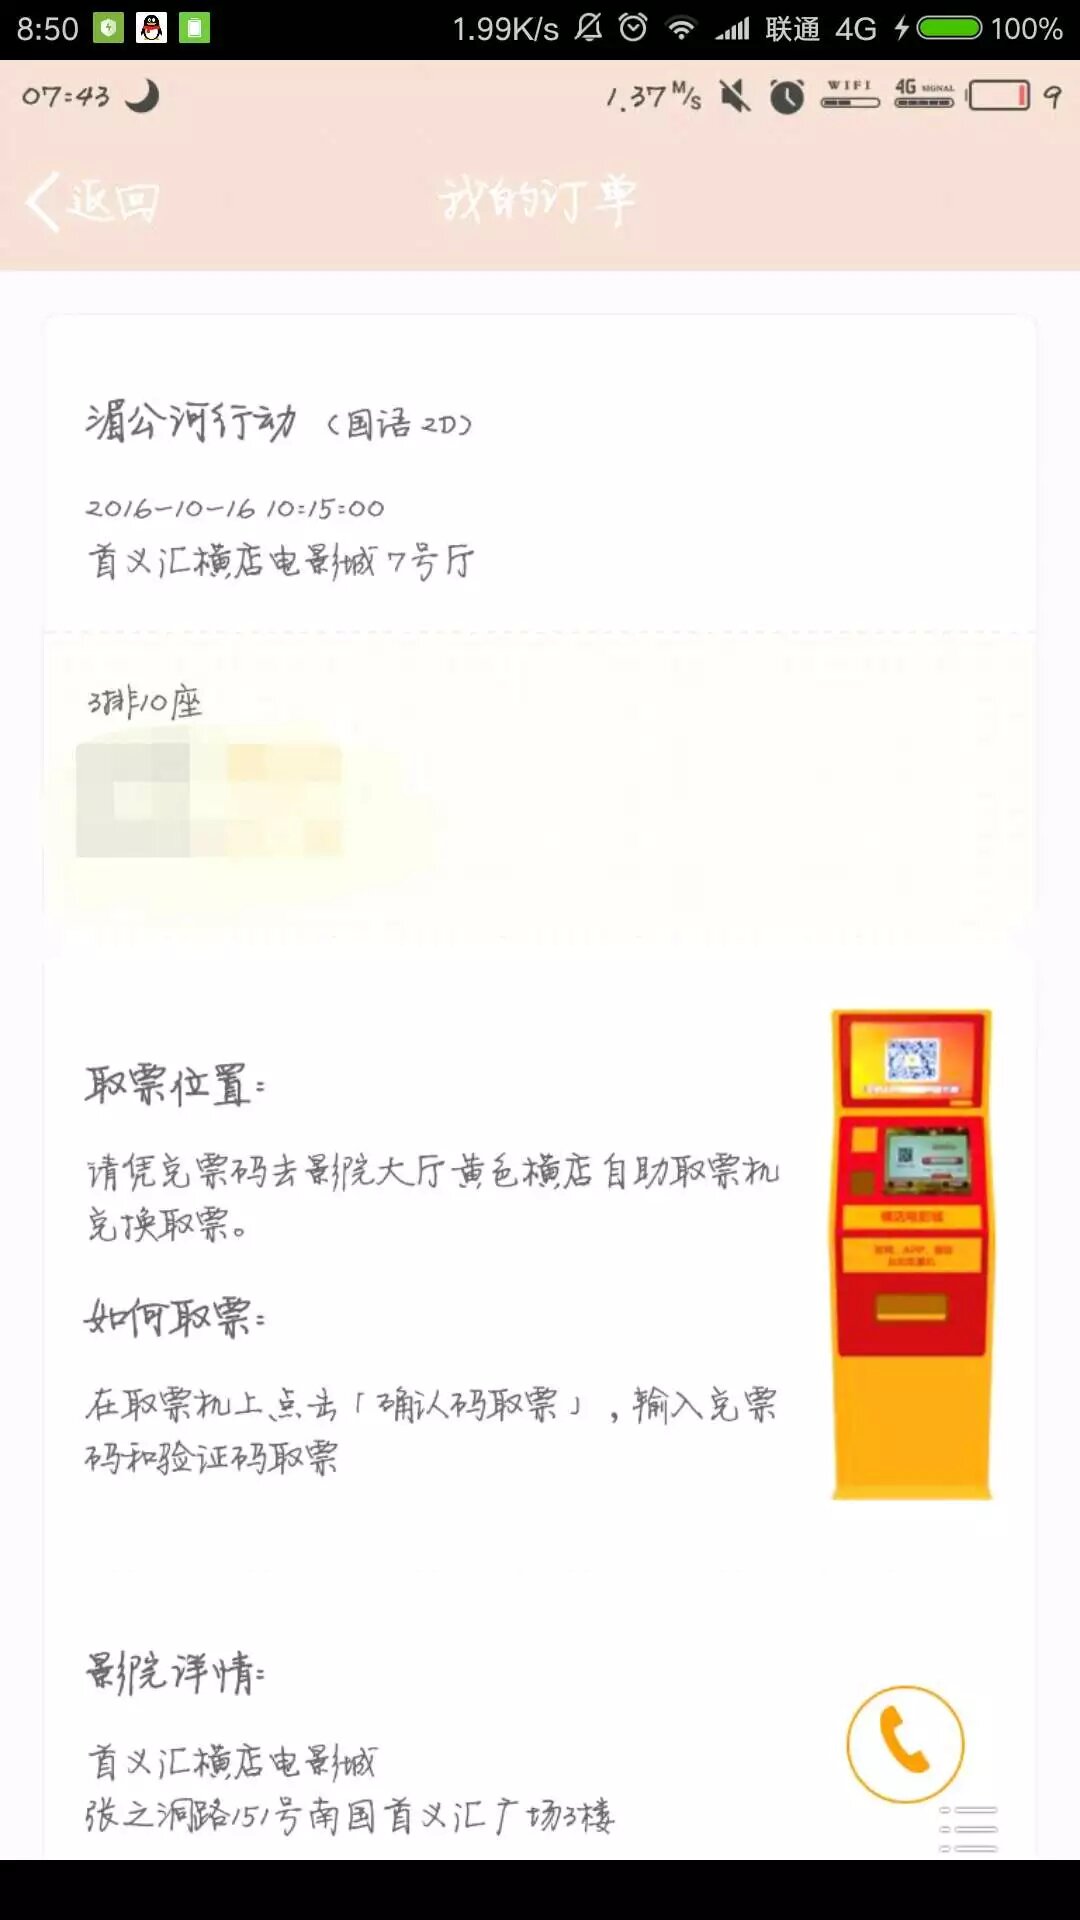 8:50 1.99K/s 联通 4G 100%
07:43 1.37 M/s WIFI 4G SIGNAL 9
返回 我的订单
湄公河行动 (国语2D)
2016-10-16 10:15:00
首义汇横店电影城7号厅
3排10座
取票位置:
请凭兑票码去影院大厅黄色横店自助取票机
兑换取票。
横店电影城
如何取票:
在取票机上点击「确认码取票」,输入兑票
码和验证码取票
影院详情:
首义汇横店电影城
张之洞路151号南国首义汇广场3楼